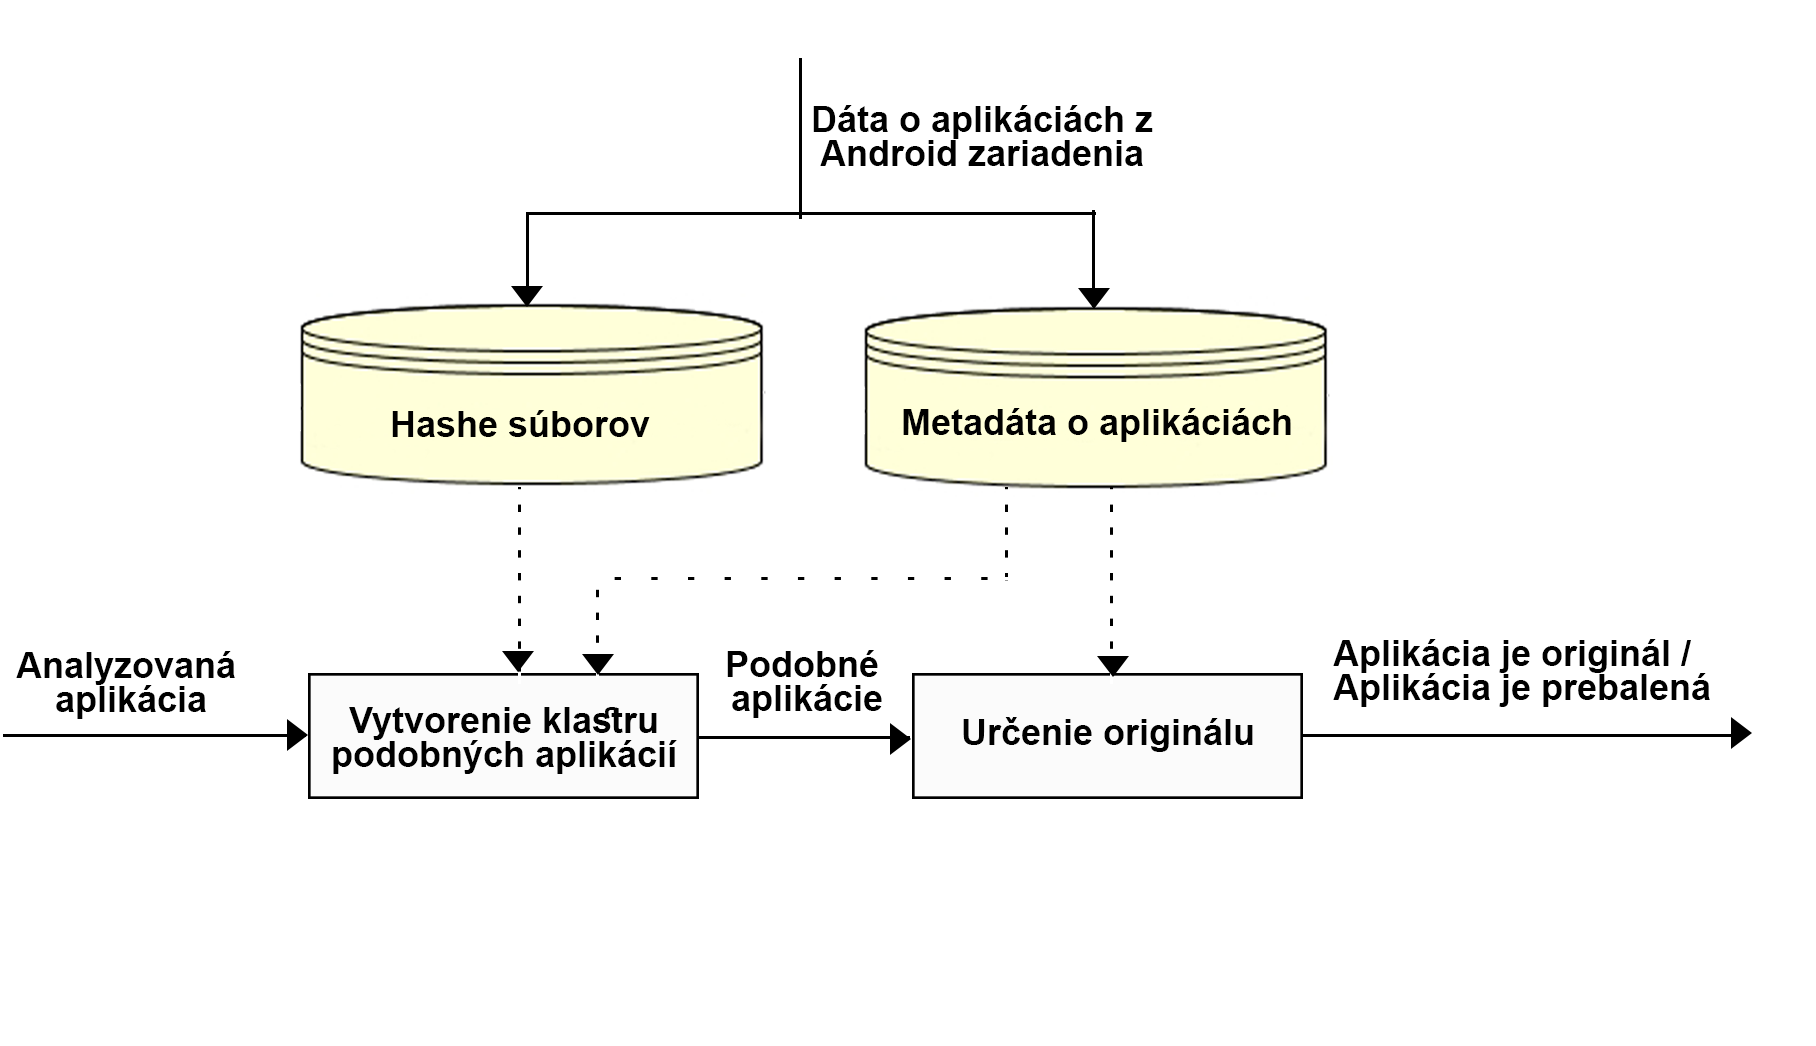 Dáta o aplikáciách z
Android zariadenia
Hashe súborov
Metadáta o aplikáciách
Analyzovaná
aplikácia
Vytvorenie klastru
podobných aplikácií
Podobné
aplikácie
Určenie originálu
Aplikácia je originál /
Aplikácia je prebalená